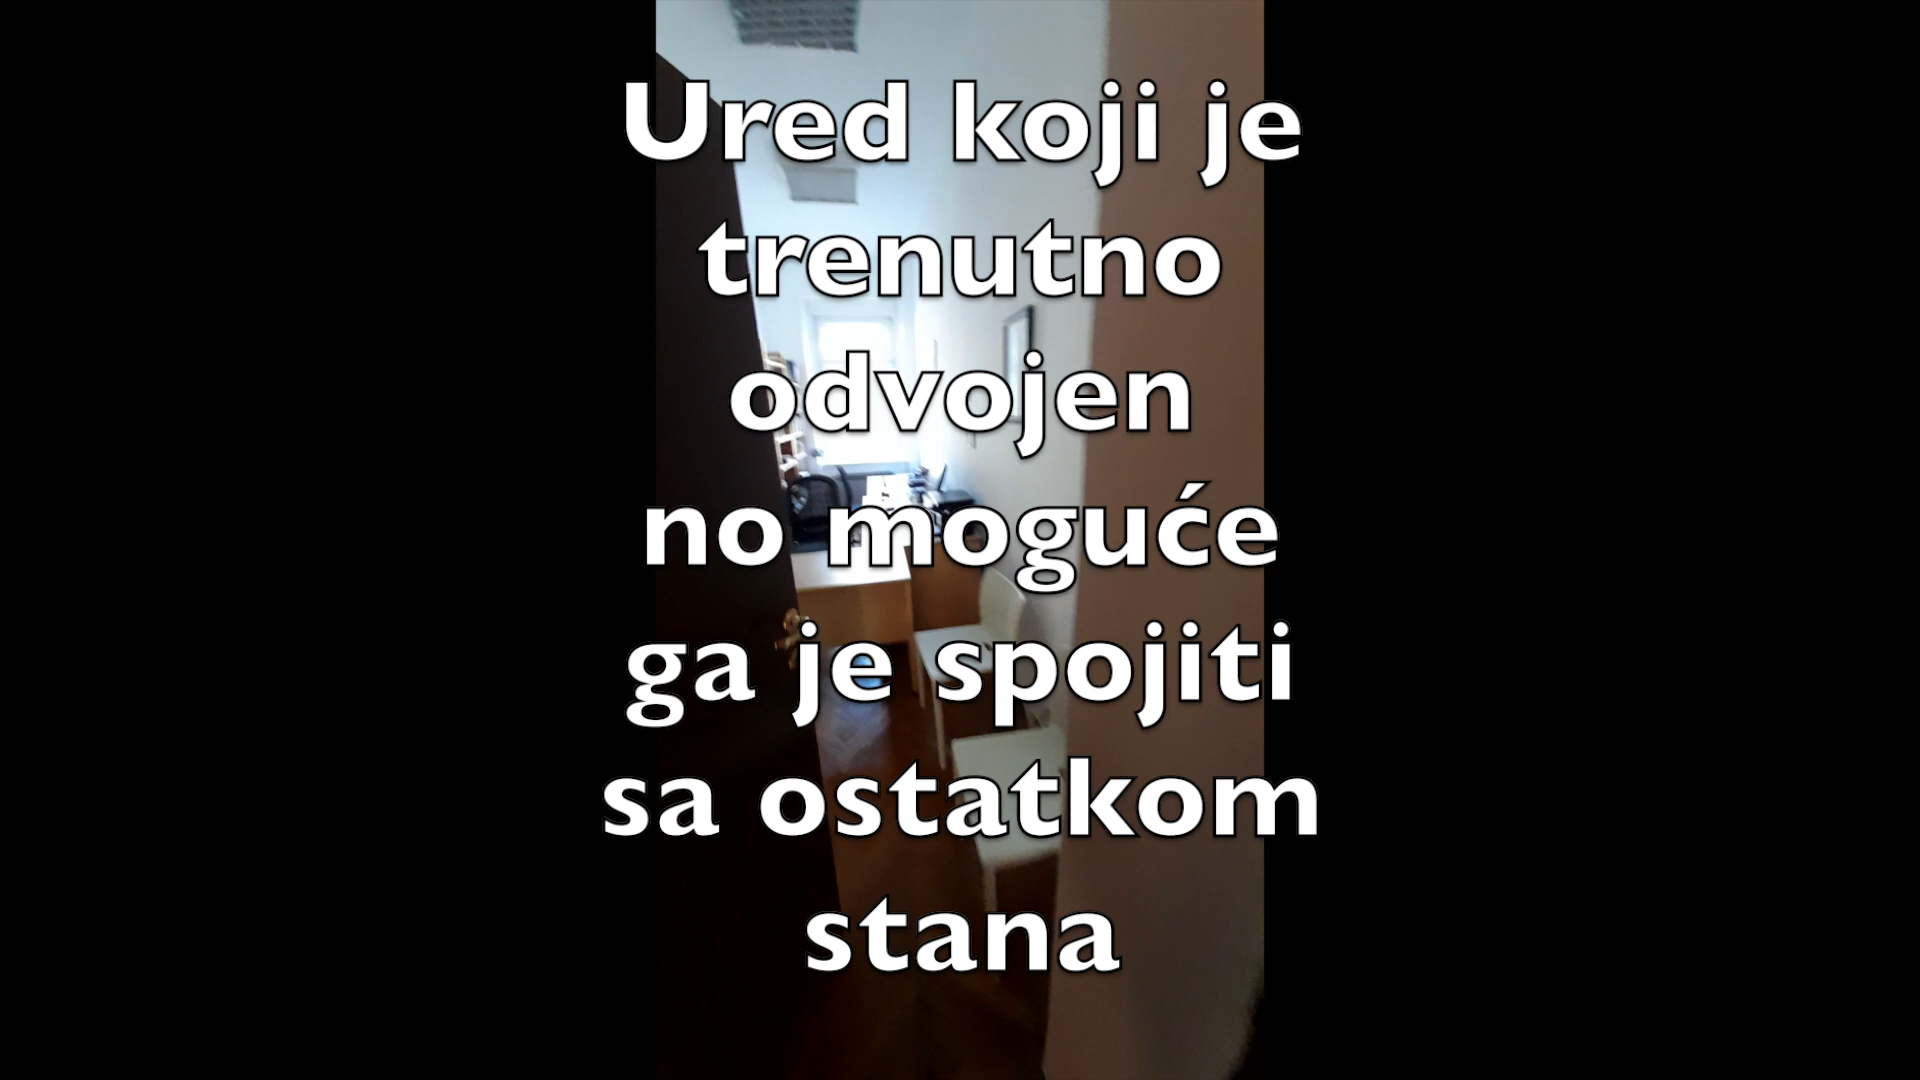 Ured koji je
trenutno
odvojen
no moguće
ga je spojiti
sa ostatkom
stana